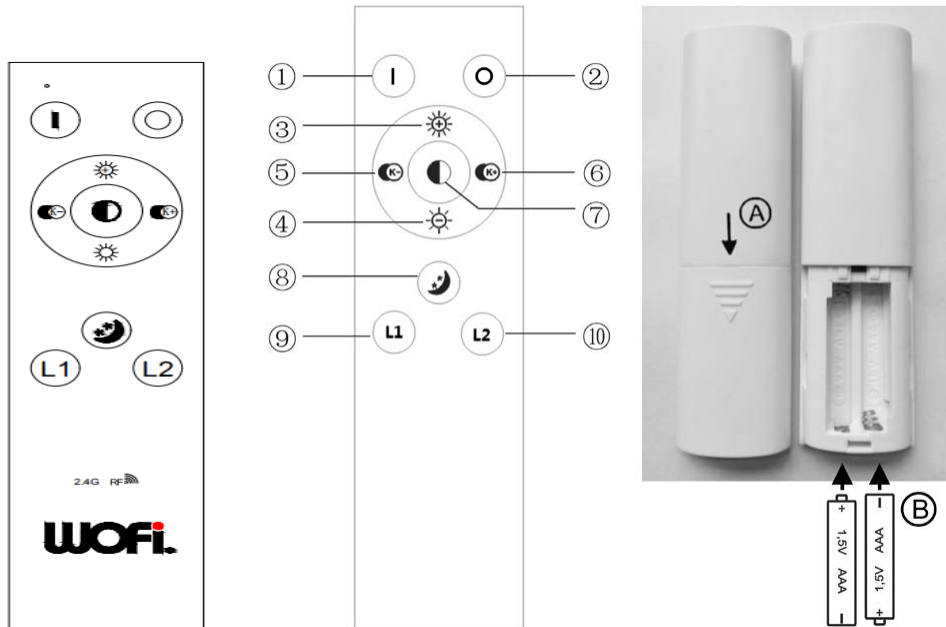 I
O
K-
K+
L1
L2
2.4G RF
WOFi.
①
I
O
②
③
⑤
K-
K+
⑥
④
⑦
⑧
⑨
L1
L2
⑩
A
B
+ 1,5V AAA -
+ 1,5V AAA -